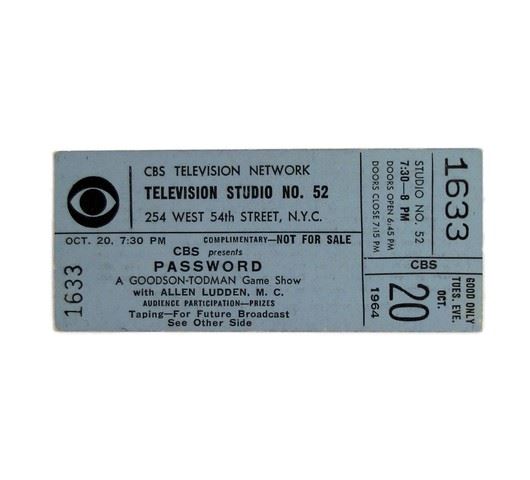 CBS TELEVISION NETWORK
TELEVISION STUDIO NO. 52
254 WEST 54th STREET, N.Y.C.
OCT. 20, 7:30 PM COMPLIMENTARY—NOT FOR SALE
1633
CBS presents
PASSWORD
A GOODSON-TODMAN Game Show
with ALLEN LUDDEN, M. C.
AUDIENCE PARTICIPATION—PRIZES
Taping—For Future Broadcast
See Other Side
1633
STUDIO NO. 52
7:30—8 PM
DOORS OPEN 6:45 PM
DOORS CLOSE 7:15 PM
CBS
GOOD ONLY
TUES. EVE.
OCT.
20
1964